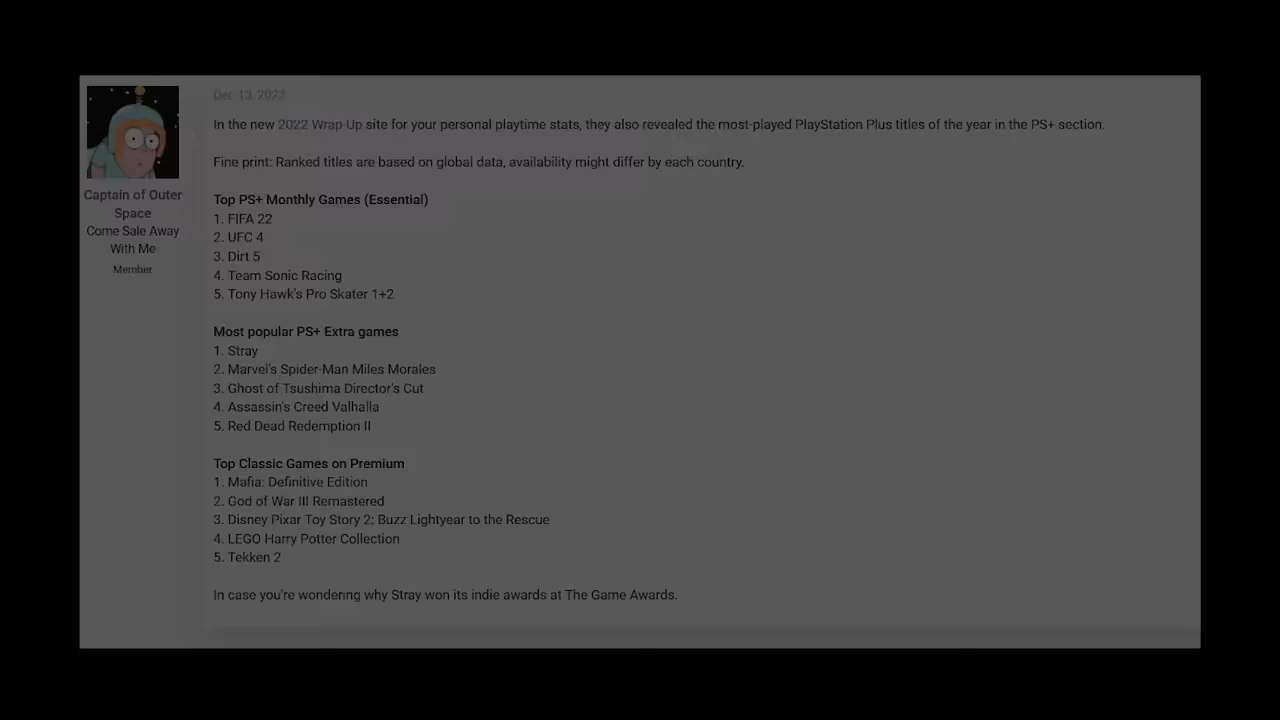 Dec 13, 2022
Captain of Outer
Space
Come Sale Away
With Me
Member
In the new 2022 Wrap-Up site for your personal playtime stats, they also revealed the most-played PlayStation Plus titles of the year in the PS+ section.
Fine print: Ranked titles are based on global data, availability might differ by each country.
Top PS+ Monthly Games (Essential)
1. FIFA 22
2. UFC 4
3. Dirt 5
4. Team Sonic Racing
5. Tony Hawk's Pro Skater 1+2
Most popular PS+ Extra games
1. Stray
2. Marvel's Spider-Man Miles Morales
3. Ghost of Tsushima Director's Cut
4. Assassin's Creed Valhalla
5. Red Dead Redemption II
Top Classic Games on Premium
1. Mafia: Definitive Edition
2. God of War III Remastered
3. Disney Pixar Toy Story 2: Buzz Lightyear to the Rescue
4. LEGO Harry Potter Collection
5. Tekken 2
In case you're wondering why Stray won its indie awards at The Game Awards.